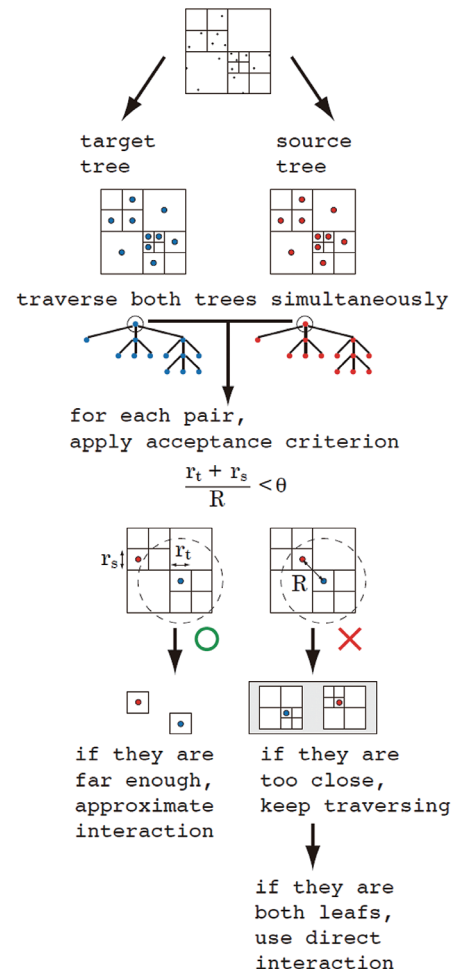 target
tree
source
tree
traverse both trees simultaneously
for each pair,
apply acceptance criterion
rt + rs
R
< θ
rs
rt
R
if they are
far enough,
approximate
interaction
if they are
too close,
keep traversing
if they are
both leafs,
use direct
interaction